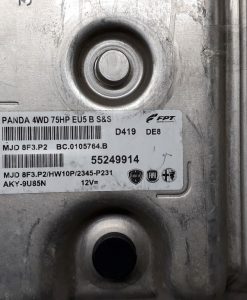 PANDA 4WD 75HP EU5 B S&S
FPT
D419 DE8
MJD 8F3.P2 BC.0105764.B
55249914
MJD 8F3.P2/HW10P/2345-P231
AKY-9U85N 12V=